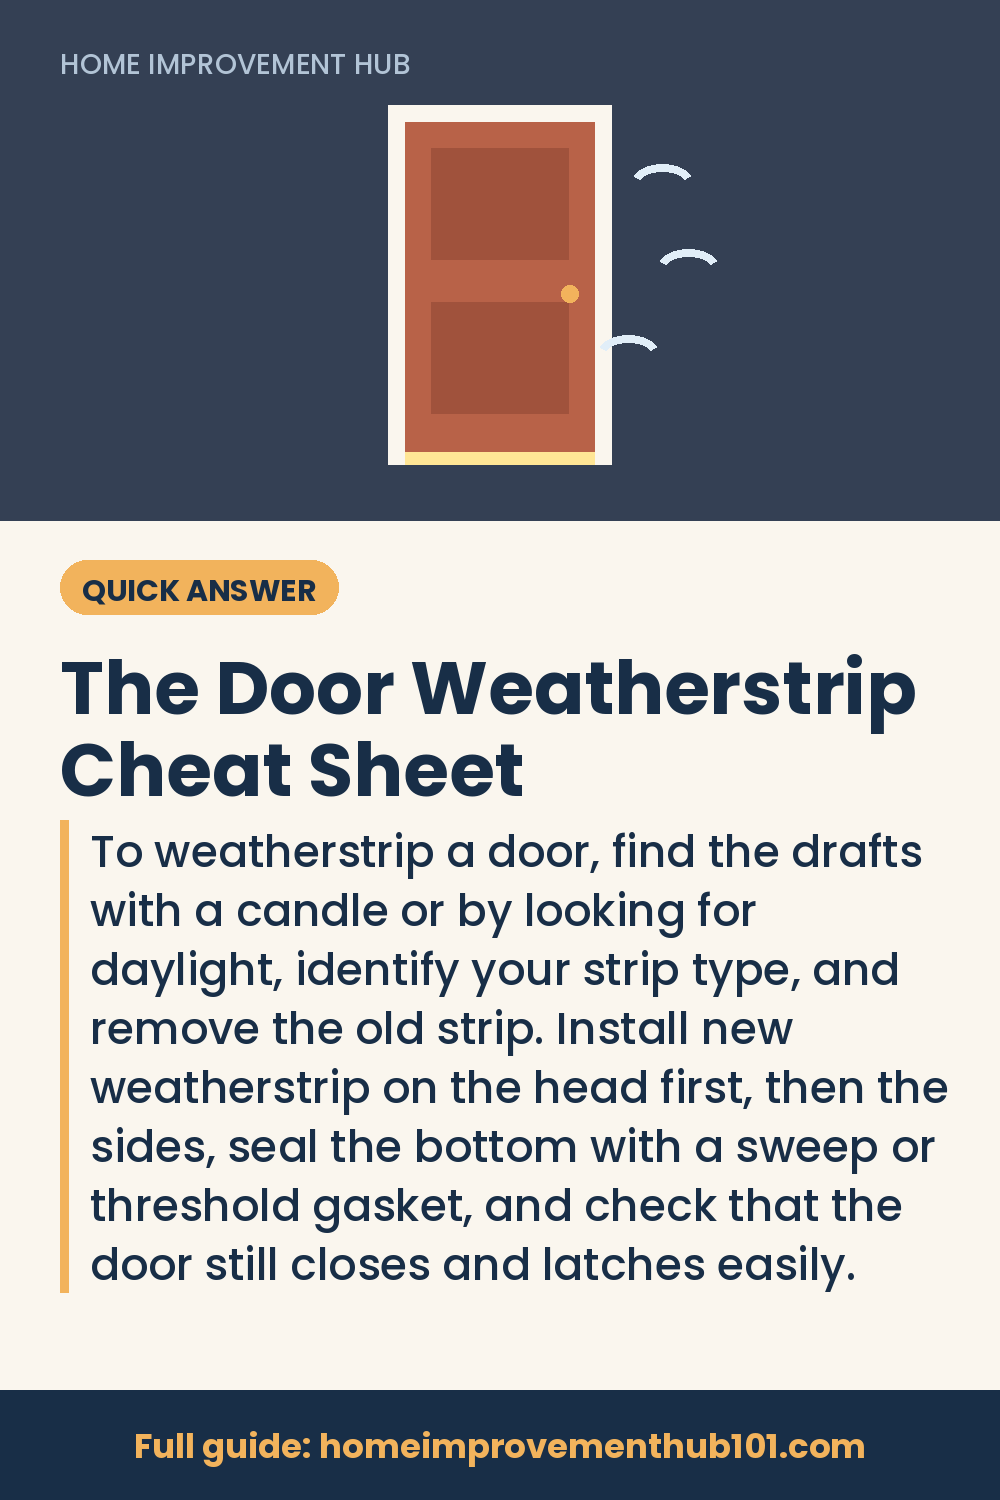 HOME IMPROVEMENT HUB
QUICK ANSWER
The Door Weatherstrip
Cheat Sheet
To weatherstrip a door, find the drafts
with a candle or by looking for
daylight, identify your strip type, and
remove the old strip. Install new
weatherstrip on the head first, then the
sides, seal the bottom with a sweep or
threshold gasket, and check that the
door still closes and latches easily.
Full guide: homeimprovementhub101.com